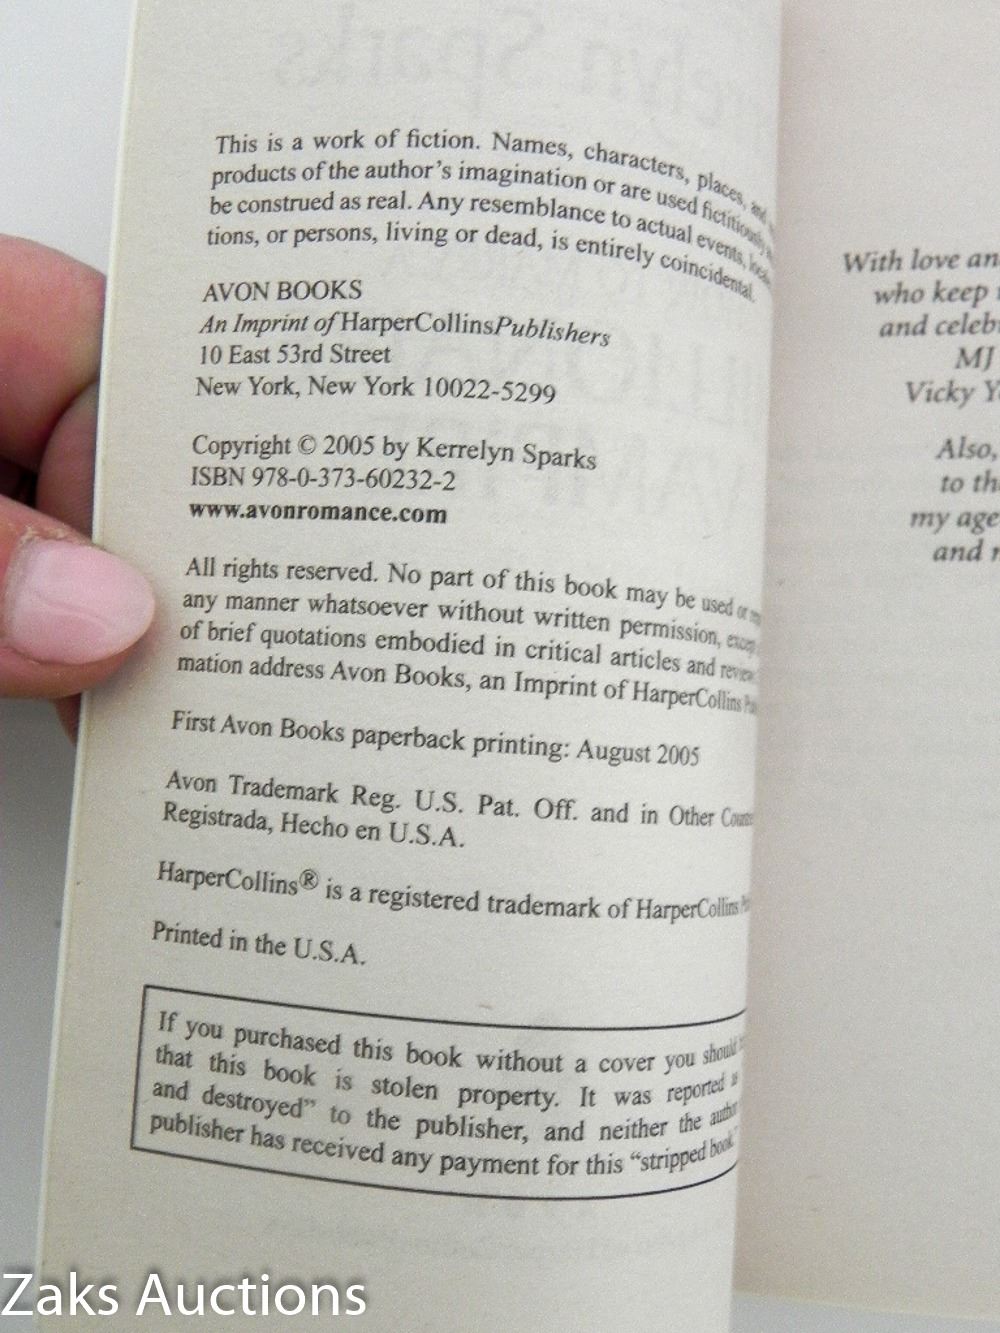 This is a work of fiction. Names, characters, places, and
products of the author's imagination or are used fictitiously
be construed as real. Any resemblance to actual events,
tions, or persons, living or dead, is entirely coincidental.
AVON BOOKS
An Imprint of HarperCollinsPublishers
10 East 53rd Street
New York, New York 10022-5299
Copyright © 2005 by Kerrelyn Sparks
ISBN 978-0-373-60232-2
www.avonromance.com
All rights reserved. No part of this book may be used or
any manner whatsoever without written permission,
of brief quotations embodied in critical articles and
mation address Avon Books, an Imprint of HarperCollins
First Avon Books paperback printing: August 2005
Avon Trademark Reg. U.S. Pat. Off. and in Other
Registrada, Hecho en U.S.A.
HarperCollins® is a registered trademark of HarperCollins
Printed in the U.S.A.
If you purchased this book without a cover you should
that this book is stolen property. It was reported
and destroyed” to the publisher, and neither the
publisher has received any payment for this “stripped book.”
With love an
who keep
and celeb
MJ
Vicky Y
Also,
to th
my age
and
Zaks Auctions